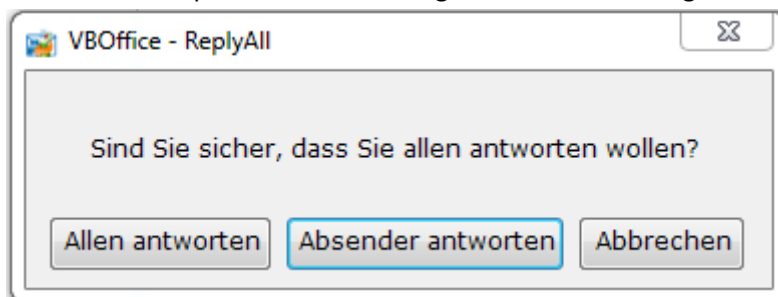 VBOffice - ReplyAll
Sind Sie sicher, dass Sie allen antworten wollen?
Allen antworten
Absender antworten
Abbrechen